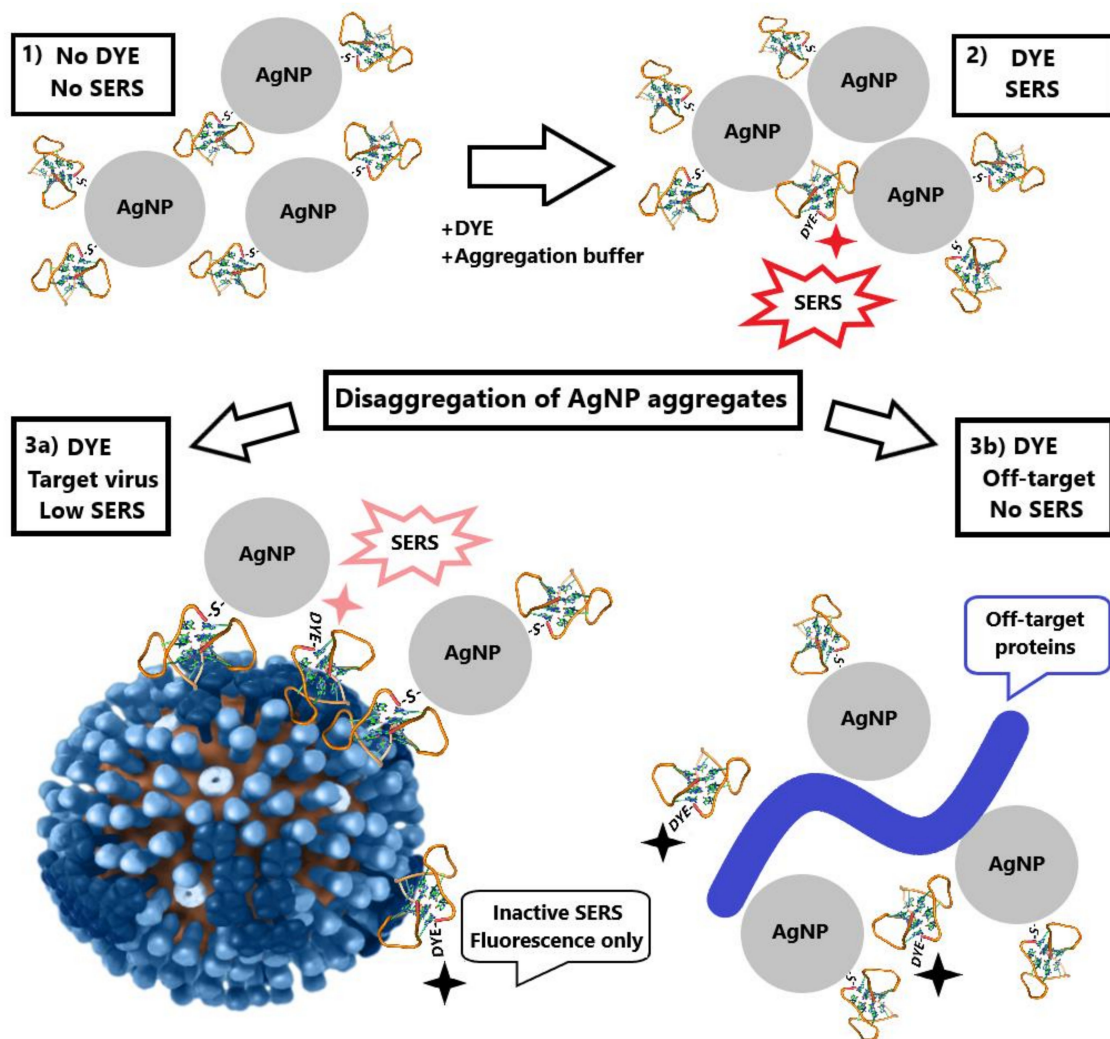 1) No DYE
No SERS
AgNP
-S-
-S-
-S-
-S-
AgNP
AgNP
-S-
-S-
+DYE
+Aggregation buffer
2) DYE
SERS
-S-
AgNP
-S-
AgNP
AgNP
-S-
-S-
DYE-
-S-
SERS
Disaggregation of AgNP aggregates
3a) DYE
Target virus
Low SERS
SERS
AgNP
-S-
DYE-
-S-
AgNP
-S-
DYE-
Inactive SERS
Fluorescence only
3b) DYE
Off-target
No SERS
Off-target
proteins
-S-
AgNP
DYE-
AgNP
AgNP
DYE-
-S-
-S-